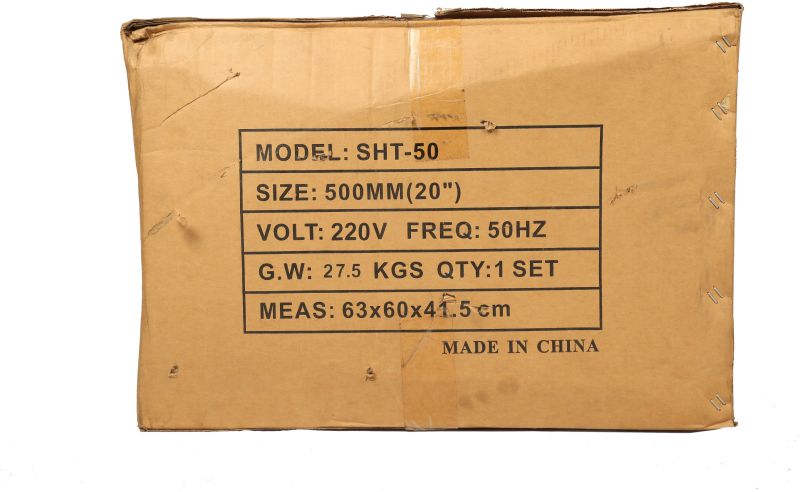 MODEL: SHT-50
SIZE: 500MM(20")
VOLT: 220V FREQ: 50HZ
G.W: 27.5 KGS QTY:1 SET
MEAS: 63x60x41.5 cm
MADE IN CHINA